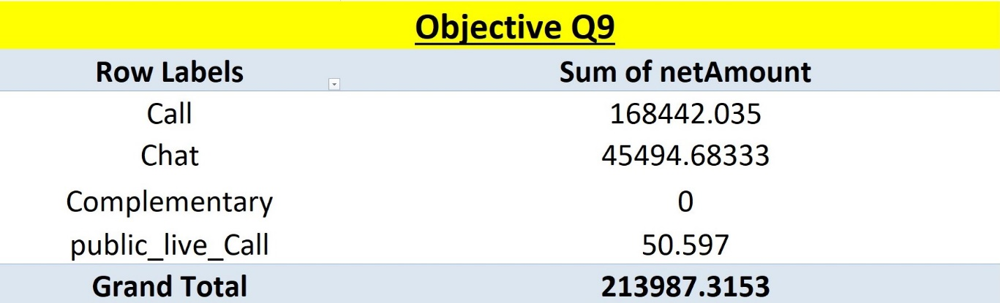 Objective Q9
Row Labels Sum of netAmount
Call 168442.035
Chat 45494.68333
Complementary 0
public_live_Call 50.597
Grand Total 213987.3153